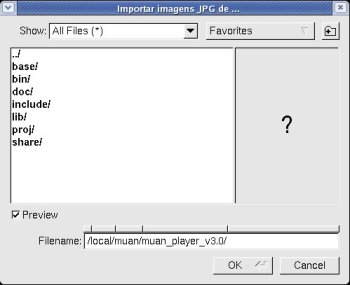 Importar imagens JPG de ...
Show: All Files (*) Favorites
../
base/
bin/
doc/
include/
lib/
proj/
share/
?
Preview
Filename: /local/muan/muan_player_v3.0/
OK Cancel